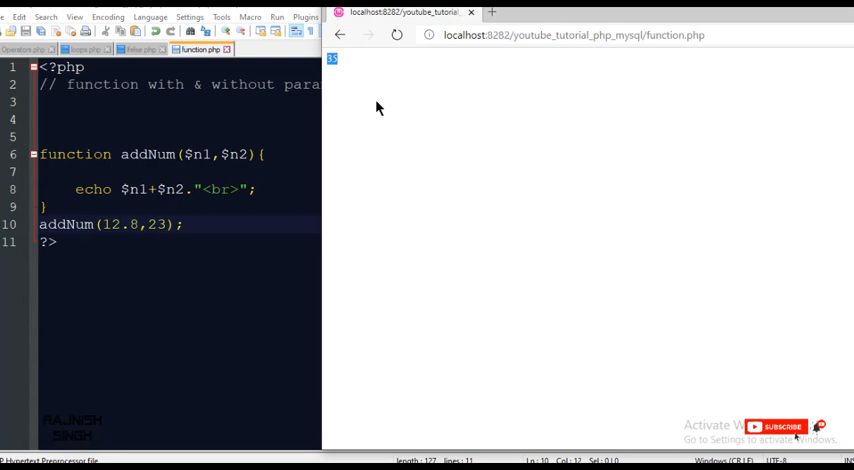 Edit Search View Encoding Language Settings Tools Macro Run Plugins
Operators.php loops.php ifelse.php function.php
localhost:8282/youtube_tutorial_
localhost:8282/youtube_tutorial_php_mysql/function.php
35
1 <?php
2 // function with & without para
3
4
5
6 function addNum($n1,$n2){
7
8 echo $n1+$n2."<br>";
9 }
10 addNum(12.8,23);
11 ?>
RAJNISH
SINGH
Activate W
SUBSCRIBE
Go to Settings to activate Windows.
P Hypertext Preprocessor file length : 127 lines : 11 Ln : 10 Col : 12 Sel : 0 | 0 Windows (CR LF) UTF-8 INS